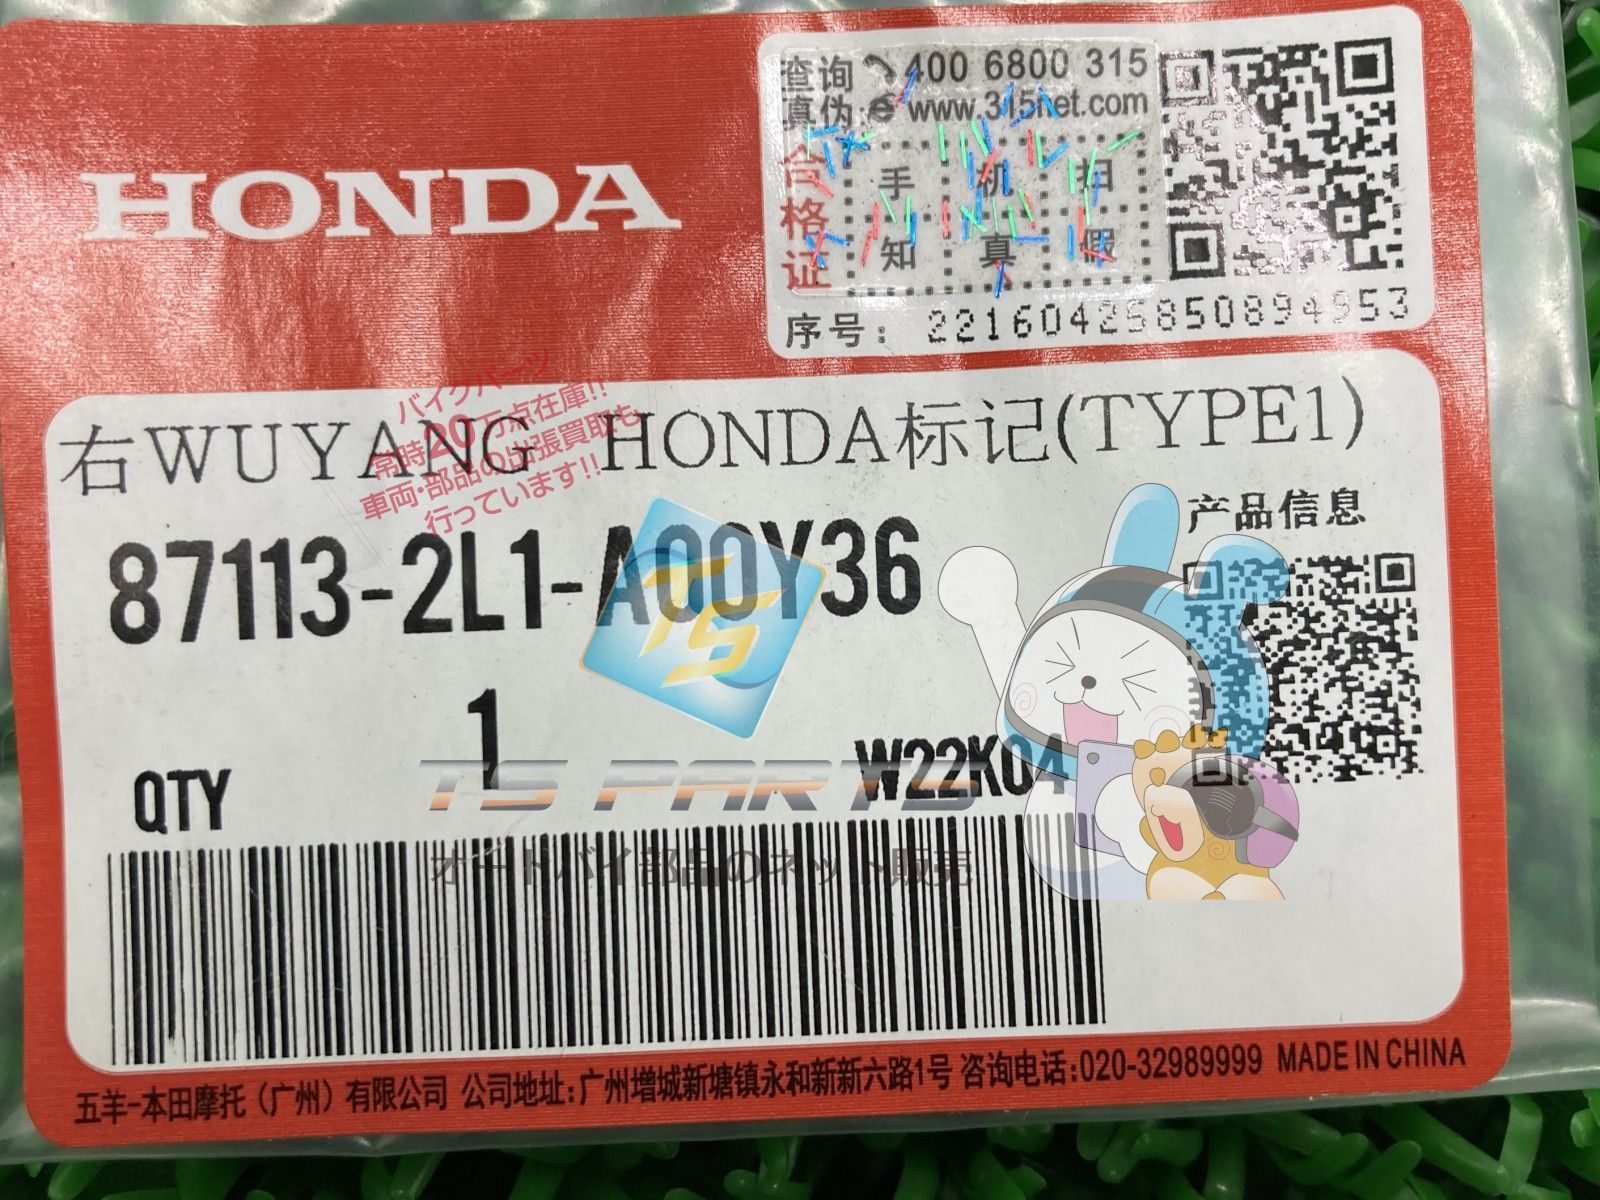 HONDA
查询 400 6800 315
真伪: www.315net.com
合格证
手机扫
知真假
序号: 22160425850894953
右WUYANG HONDA标记(TYPE1)
バイクパーツ
常時20万点在庫!!
車両・部品の出張買取も、
行っています!!
产品信息
87113-2L1-A00Y36
TS
1
QTY
W22K04
TS PARTS
オートバイ部品のネット販売
五羊-本田摩托（广州）有限公司 公司地址:广州增城新塘镇永和新新六路1号 咨询电话:020-32989999 MADE IN CHINA